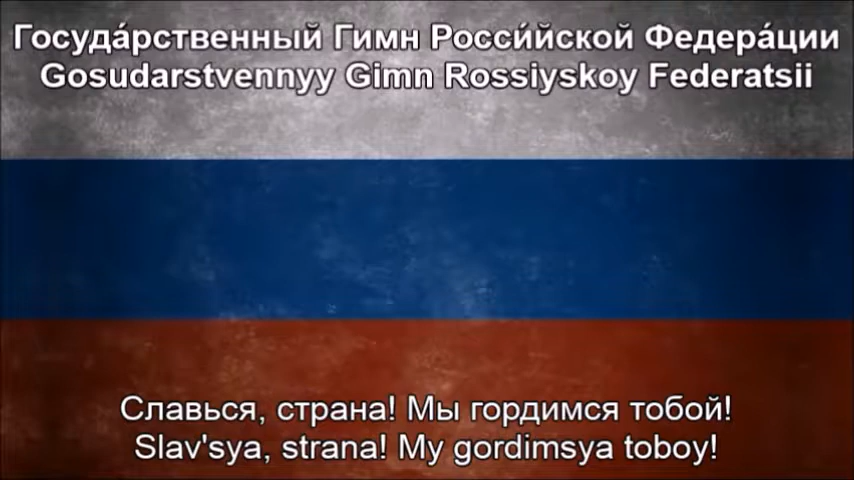 Госуда́рственный Гимн Росси́йской Федера́ции
Gosudarstvennyy Gimn Rossiyskoy Federatsii
Славься, страна! Мы гордимся тобой!
Slav'sya, strana! My gordimsya toboy!